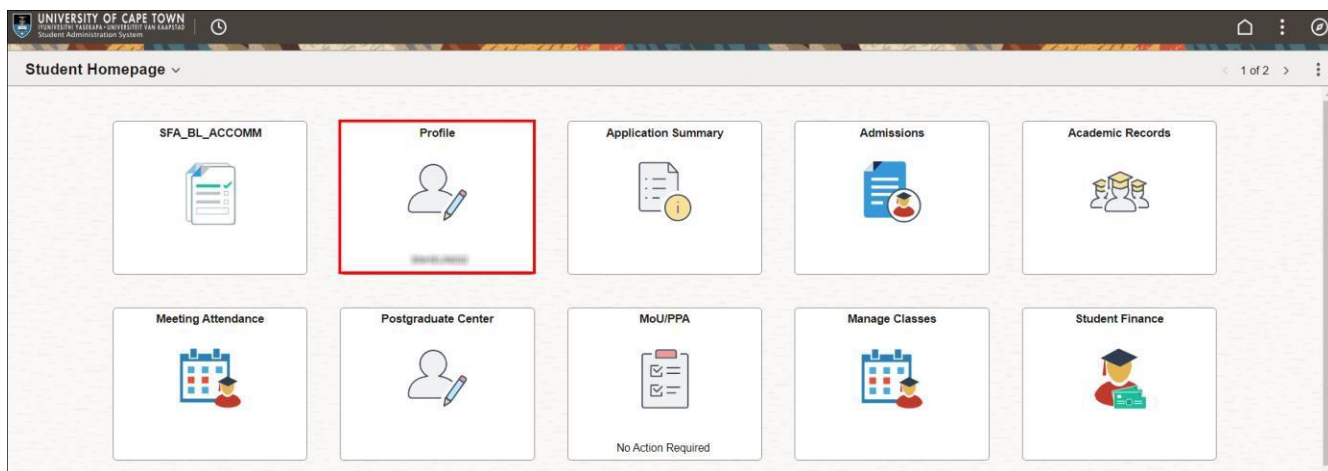 UNIVERSITY OF CAPE TOWN
IYUNIVESITHI YASEKAPA • UNIVERSITEIT VAN KAAPSTAD
Student Administration System
Student Homepage
1 of 2
SFA_BL_ACCOMM
Profile
Application Summary
Admissions
Academic Records
Meeting Attendance
Postgraduate Center
MoU/PPA
Manage Classes
Student Finance
No Action Required